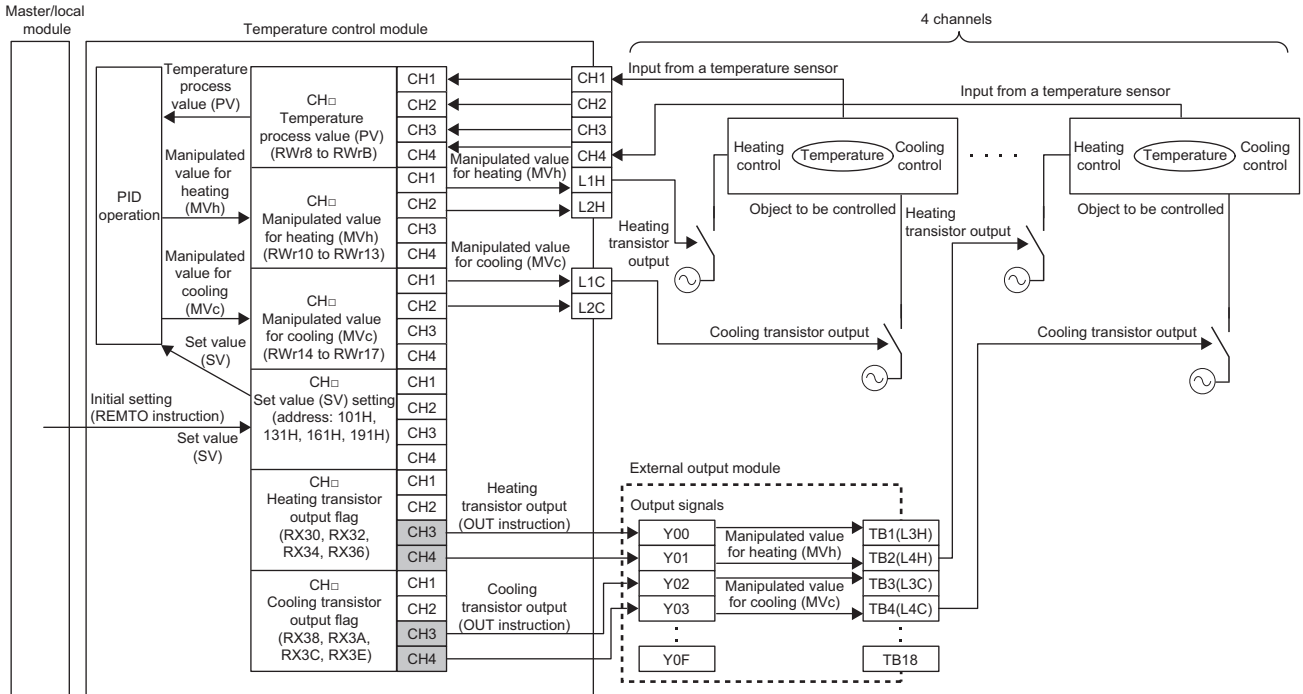 Master/local
module
Temperature control module
4 channels
Temperature
process
value (PV)
Manipulated
value for
heating
(MVh)
PID
operation
Manipulated
value for
cooling
(MVc)
Set value
(SV)
Initial setting
(REMTO instruction)
Set value
(SV)
CH□
Temperature
process value (PV)
(RWr8 to RWrB)
CH1
CH2
CH3
CH4
CH□
Manipulated value
for heating (MVh)
(RWr10 to RWr13)
CH1
CH2
CH3
CH4
CH□
Manipulated value
for cooling (MVc)
(RWr14 to RWr17)
CH1
CH2
CH3
CH4
CH□
Set value (SV) setting
(address: 101H,
131H, 161H, 191H)
CH1
CH2
CH3
CH4
CH□
Heating transistor
output flag
(RX30, RX32,
RX34, RX36)
CH1
CH2
CH3
CH4
CH□
Cooling transistor
output flag
(RX38, RX3A,
RX3C, RX3E)
CH1
CH2
CH3
CH4
Manipulated value
for heating (MVh)
Manipulated value
for cooling (MVc)
Heating
transistor output
(OUT instruction)
Cooling
transistor output
(OUT instruction)
CH1
CH2
CH3
CH4
L1H
L2H
L1C
L2C
Input from a temperature sensor
Input from a temperature sensor
Heating
control
Temperature
Cooling
control
Object to be controlled
Heating
transistor
output
Cooling transistor output
Heating
control
Temperature
Cooling
control
Object to be controlled
Heating
transistor output
Cooling transistor output
External output module
Output signals
Y00
Y01
Y02
Y03
Y0F
Manipulated value
for heating (MVh)
Manipulated value
for cooling (MVc)
TB1(L3H)
TB2(L4H)
TB3(L3C)
TB4(L4C)
TB18